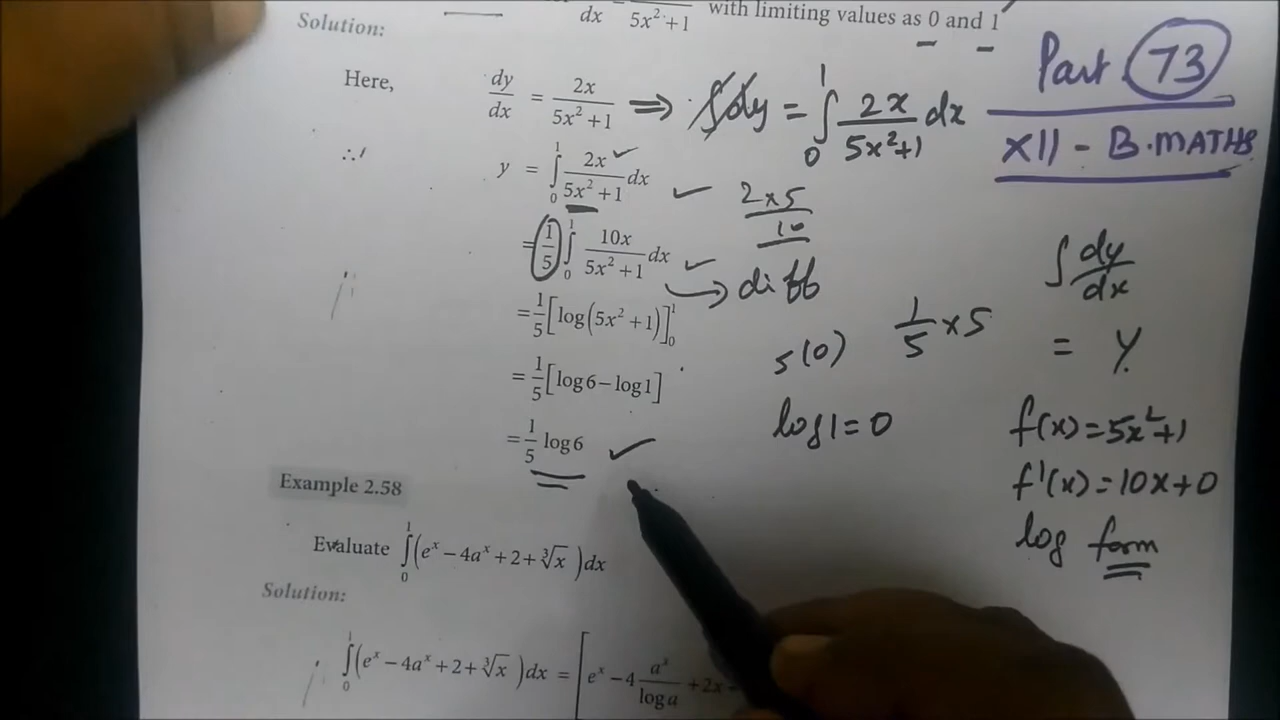 dy/dx = 2x/5x² + 1 with limiting values as 0 and 1
Solution:
Here, dy/dx = 2x/5x² + 1 ⇒ ∫dy = ∫₀¹ 2x/5x²+1 dx
∴ y = ∫₀¹ 2x/5x² + 1 dx
= 1/5 ∫₀¹ 10x/5x² + 1 dx
= 1/5 [log(5x² + 1)]₀¹
= 1/5 [log6 – log1]
= 1/5 log6
Example 2.58
Evaluate ∫₀¹ (eˣ – 4aˣ + 2 + ∛x) dx
Solution:
∫₀¹ (eˣ – 4aˣ + 2 + ∛x) dx = [eˣ – 4 aˣ/log a + 2x
Part 73
XII - B.MATHS
2 x 5
10
diff
5(0) 1/5 x 5
log 1 = 0
∫ dy/dx
= y.
f(x) = 5x²+1
f'(x) = 10x+0
log form